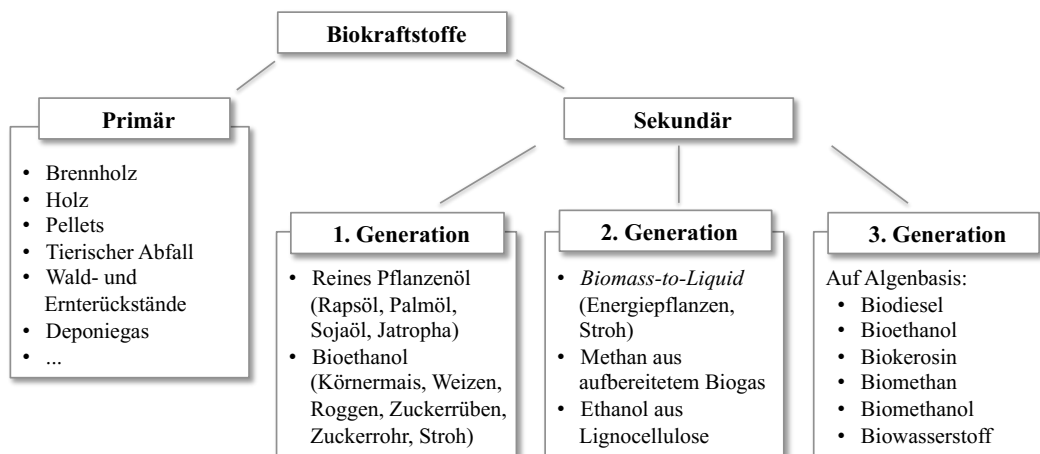 Biokraftstoffe
Primär
• Brennholz
• Holz
• Pellets
• Tierischer Abfall
• Wald- und
Ernterückstände
• Deponiegas
• ...
Sekundär
1. Generation
• Reines Pflanzenöl
(Rapsöl, Palmöl,
Sojaöl, Jatropha)
• Bioethanol
(Körnermais, Weizen,
Roggen, Zuckerrüben,
Zuckerrohr, Stroh)
2. Generation
• Biomass-to-Liquid
(Energiepflanzen,
Stroh)
• Methan aus
aufbereitetem Biogas
• Ethanol aus
Lignocellulose
3. Generation
Auf Algenbasis:
• Biodiesel
• Bioethanol
• Biokerosin
• Biomethan
• Biomethanol
• Biowasserstoff